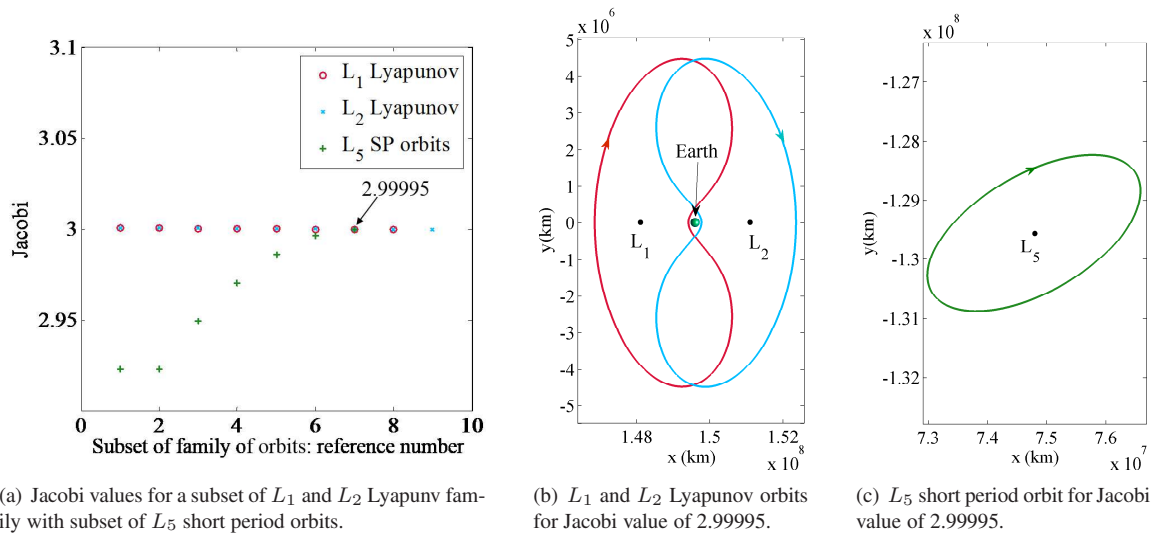 3.1
3.05
3
2.95
0
2
4
6
8
10
Jacobi
Subset of family of orbits: reference number
L1 Lyapunov
L2 Lyapunov
L5 SP orbits
2.99995
x 10^6
5
4
3
2
1
0
-1
-2
-3
-4
-5
y(km)
Earth
L1
L2
1.48
1.5
1.52
x (km)
x 10^8
x 10^8
-1.27
-1.28
-1.29
-1.3
-1.31
-1.32
y(km)
L5
7.3
7.4
7.5
7.6
x (km)
x 10^7
(a) Jacobi values for a subset of L1 and L2 Lyapunv fam-
ily with subset of L5 short period orbits.
(b) L1 and L2 Lyapunov orbits
for Jacobi value of 2.99995.
(c) L5 short period orbit for Jacobi
value of 2.99995.